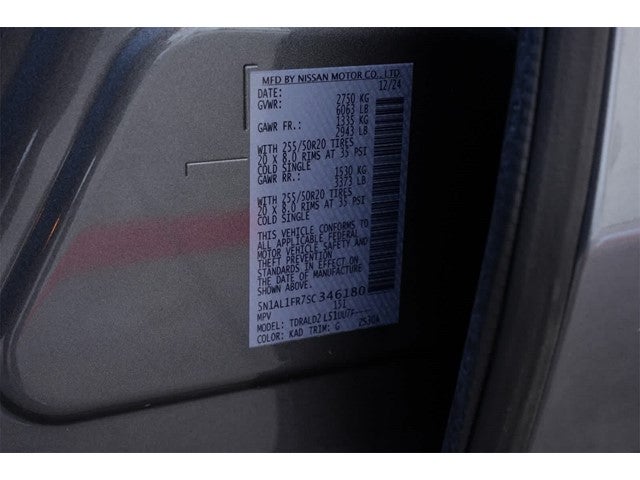 MFD BY NISSAN MOTOR CO., LTD.
DATE: 12/24
GVWR: 2750 KG
6063 LB
GAWR FR.: 1335 KG
2943 LB
WITH 255/50R20 TIRES
20 X 8.0 RIMS AT 35 PSI
COLD SINGLE
GAWR RR.: 1530 KG
3373 LB
WITH 255/50R20 TIRES
20 X 8.0 RIMS AT 35 PSI
COLD SINGLE
THIS VEHICLE CONFORMS TO
ALL APPLICABLE FEDERAL
MOTOR VEHICLE SAFETY AND
THEFT PREVENTION
STANDARDS IN EFFECT ON
THE DATE OF MANUFACTURE
SHOWN ABOVE.
5N1AL1FR7SC346180
MPV 151
MODEL: TDRALDZ L51UU7F----
COLOR: KAD TRIM: G 2S30A